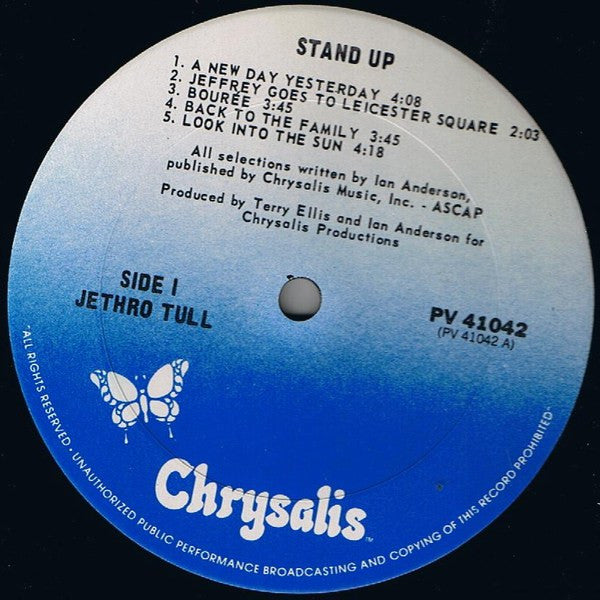 STAND UP
1. A NEW DAY YESTERDAY 4:08
2. JEFFREY GOES TO LEICESTER SQUARE 2:03
3. BOURÉE 3:45
4. BACK TO THE FAMILY 3:45
5. LOOK INTO THE SUN 4:18
All selections written by Ian Anderson,
published by Chrysalis Music, Inc. - ASCAP
Produced by Terry Ellis and Ian Anderson for
Chrysalis Productions
SIDE 1
JETHRO TULL
PV 41042
(PV 41042 A)
Chrysalis™
ALL RIGHTS RESERVED · UNAUTHORIZED PUBLIC PERFORMANCE BROADCASTING AND COPYING OF THIS RECORD PROHIBITED·